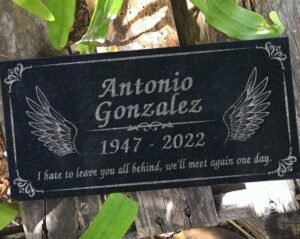 Antonio
Gonzalez
1947 - 2022
I hate to leave you all behind, we'll meet again one day.